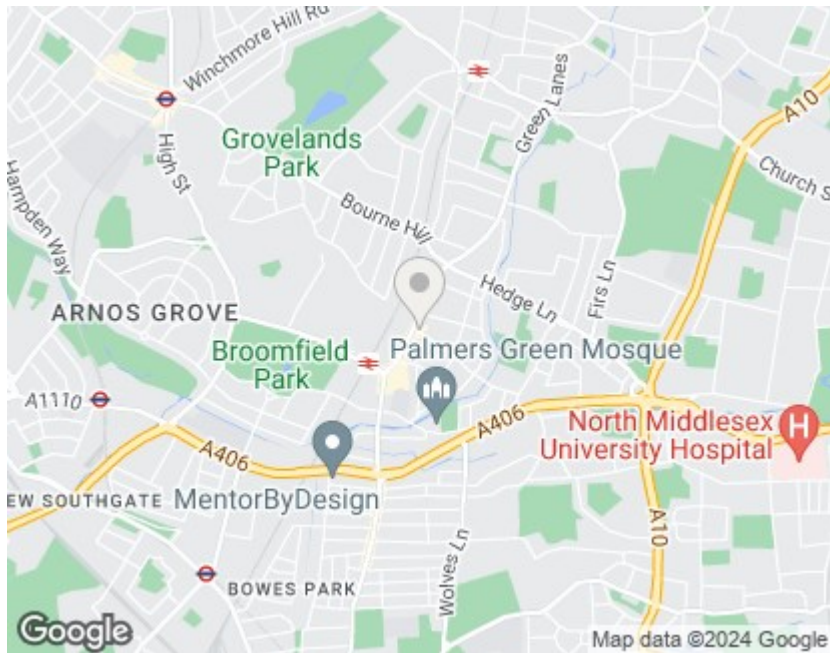 Winchmore Hill Rd
Green Lanes
A10
Grovelands
Park
High St
Church S
Hampden Way
Bourne Hill
Hedge Ln
Firs Ln
ARNOS GROVE
Broomfield
Park
Palmers Green Mosque
A1110
A406
A406
North Middlesex
University Hospital
H
MentorByDesign
EW SOUTHGATE
A10
Wolves Ln
BOWES PARK
Google
Map data ©2024 Google